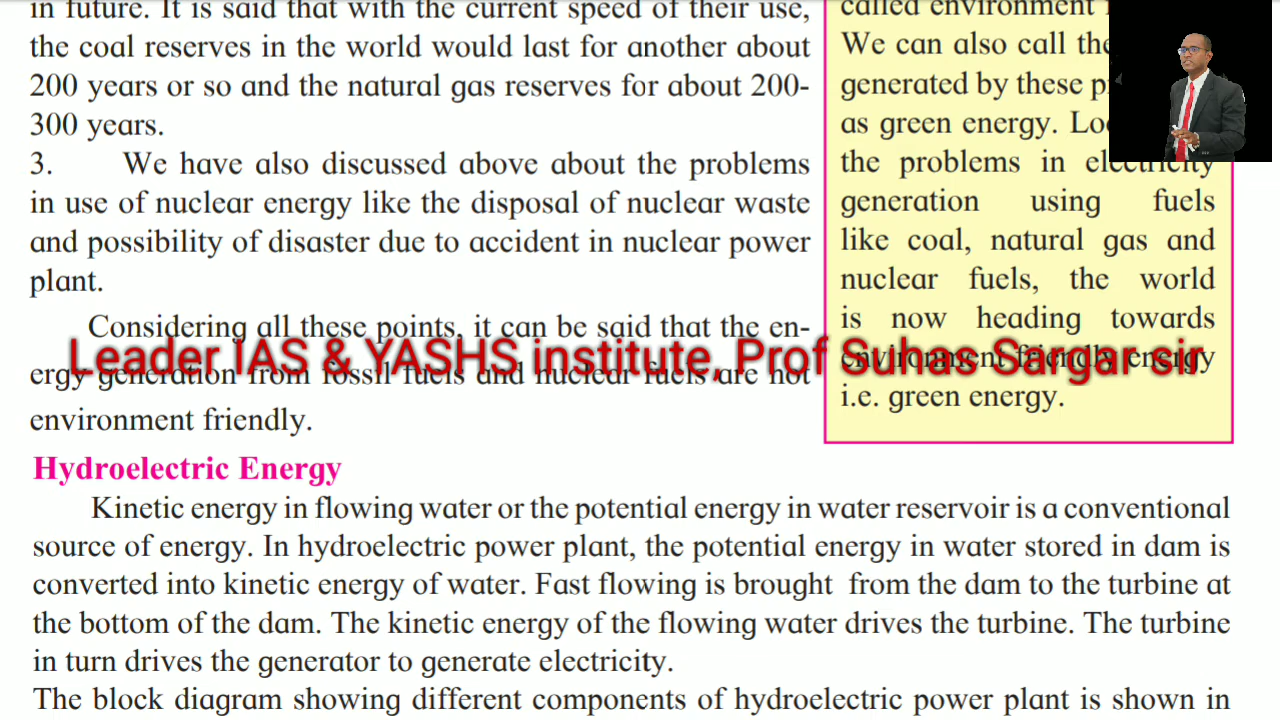 in future. It is said that with the current speed of their use,
the coal reserves in the world would last for another about
200 years or so and the natural gas reserves for about 200-
300 years.
3. We have also discussed above about the problems
in use of nuclear energy like the disposal of nuclear waste
and possibility of disaster due to accident in nuclear power
plant.
Considering all these points, it can be said that the en-
ergy generation from fossil fuels and nuclear fuels are not
environment friendly.
called environment
We can also call the
generated by these
as green energy.
the problems in electricity
generation using fuels
like coal, natural gas and
nuclear fuels, the world
is now heading towards
environment friendly energy
i.e. green energy.
Leader IAS & YASHS institute, Prof Suhas Sargar sir
Hydroelectric Energy
Kinetic energy in flowing water or the potential energy in water reservoir is a conventional
source of energy. In hydroelectric power plant, the potential energy in water stored in dam is
converted into kinetic energy of water. Fast flowing is brought from the dam to the turbine at
the bottom of the dam. The kinetic energy of the flowing water drives the turbine. The turbine
in turn drives the generator to generate electricity.
The block diagram showing different components of hydroelectric power plant is shown in